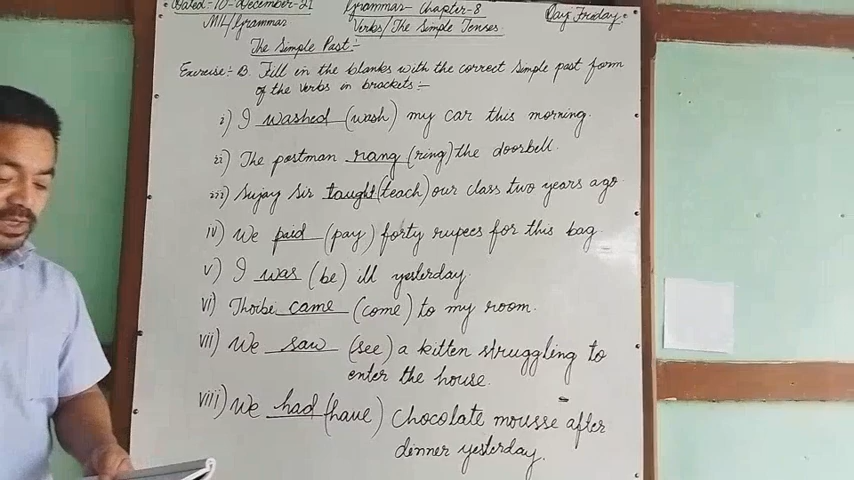 Dated:-10-December-21 Grammar Chapter-8 Day Friday
MIL/Grammar Verbs/The Simple Tenses
The Simple Past:-
Exercise:- B. Fill in the blanks with the correct simple past form
of the verbs in brackets:-
i) I washed (wash) my car this morning.
ii) The postman rang (ring) the doorbell.
iii) Sujay Sir taught (teach) our class two years ago
iv) We paid (pay) forty rupees for this bag
v) I was (be) ill yesterday.
vi) Thoibi came (come) to my room.
vii) We saw (see) a kitten struggling to
enter the house.
viii) We had (have) chocolate mousse after
dinner yesterday.